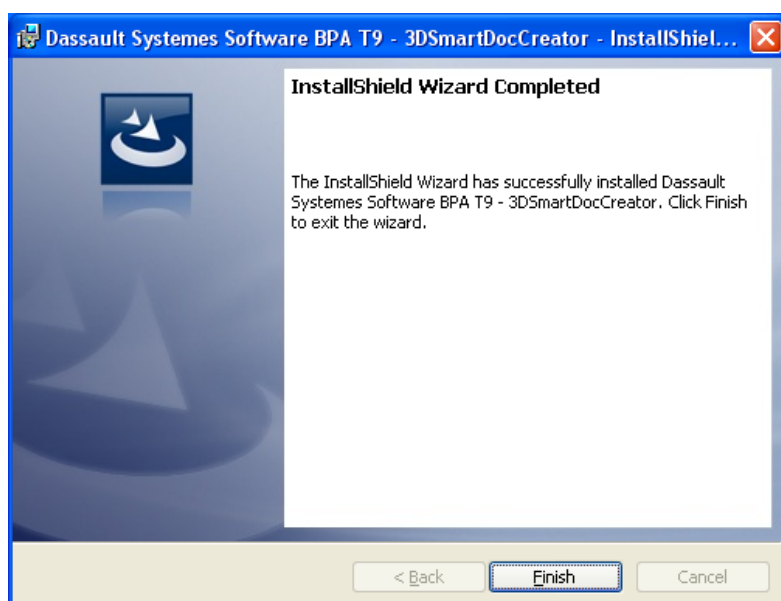 Dassault Systemes Software BPA T9 - 3DSmartDocCreator - InstallShiel...
InstallShield Wizard Completed
The InstallShield Wizard has successfully installed Dassault
Systemes Software BPA T9 - 3DSmartDocCreator. Click Finish
to exit the wizard.
< Back Finish Cancel